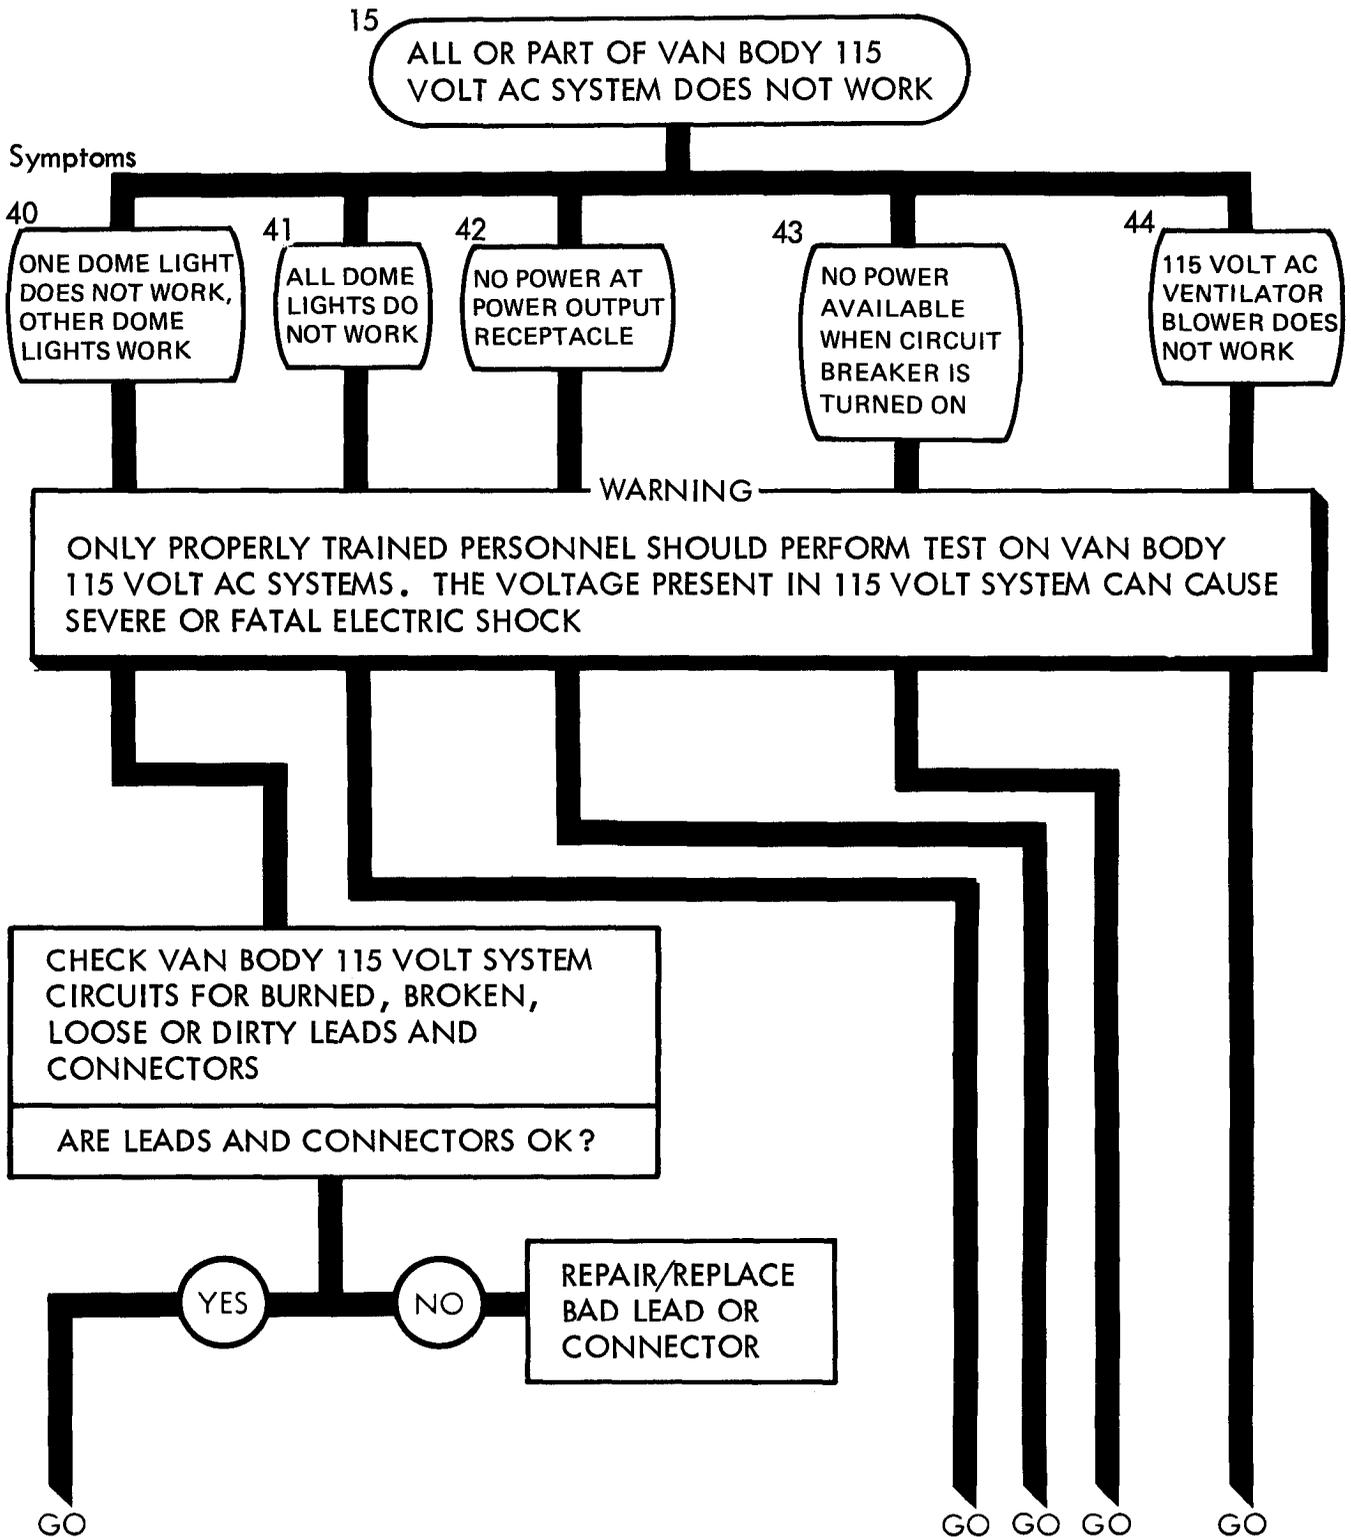 15
ALL OR PART OF VAN BODY 115
VOLT AC SYSTEM DOES NOT WORK
Symptoms
40
ONE DOME LIGHT
DOES NOT WORK,
OTHER DOME
LIGHTS WORK
41
ALL DOME
LIGHTS DO
NOT WORK
42
NO POWER AT
POWER OUTPUT
RECEPTACLE
43
NO POWER
AVAILABLE
WHEN CIRCUIT
BREAKER IS
TURNED ON
44
115 VOLT AC
VENTILATOR
BLOWER DOES
NOT WORK
WARNING
ONLY PROPERLY TRAINED PERSONNEL SHOULD PERFORM TEST ON VAN BODY
115 VOLT AC SYSTEMS. THE VOLTAGE PRESENT IN 115 VOLT SYSTEM CAN CAUSE
SEVERE OR FATAL ELECTRIC SHOCK
CHECK VAN BODY 115 VOLT SYSTEM
CIRCUITS FOR BURNED, BROKEN,
LOOSE OR DIRTY LEADS AND
CONNECTORS
ARE LEADS AND CONNECTORS OK?
YES
NO
REPAIR/REPLACE
BAD LEAD OR
CONNECTOR
GO
GO
GO
GO
GO